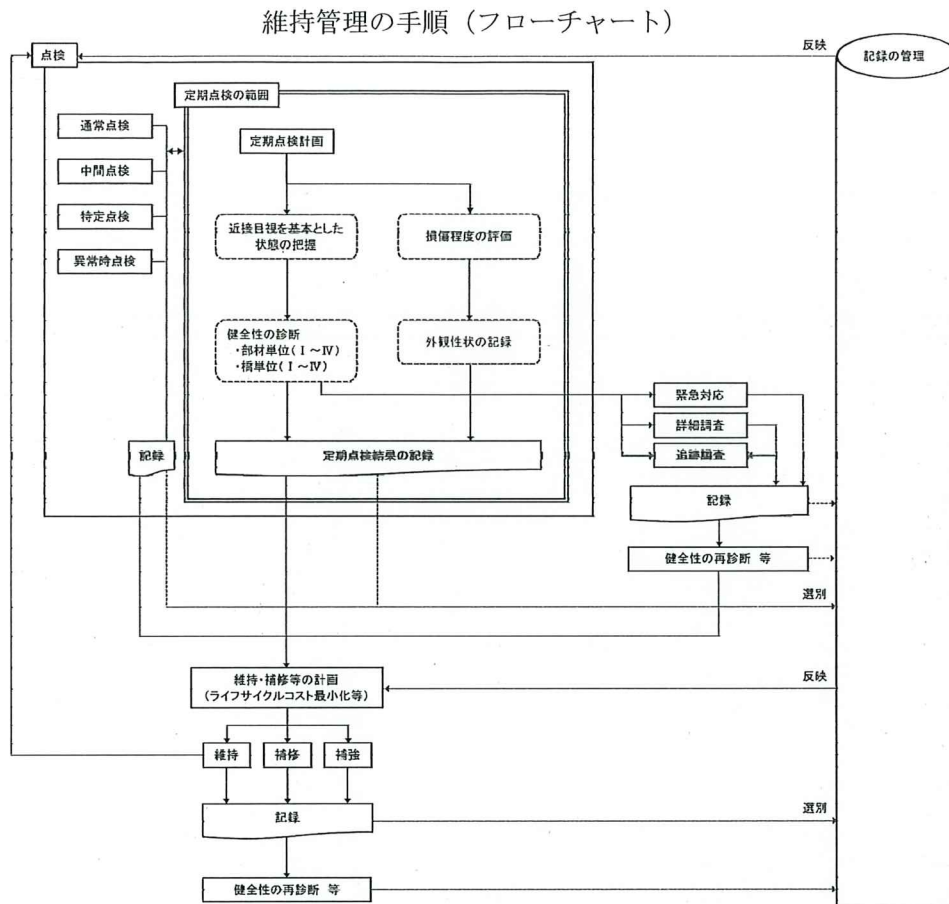 維持管理の手順（フローチャート）
点検
反映
記録の管理
定期点検の範囲
通常点検
定期点検計画
中間点検
特定点検
近接目視を基本とした
状態の把握
損傷程度の評価
異常時点検
健全性の診断
・部材単位(Ⅰ～Ⅳ)
・橋単位(Ⅰ～Ⅳ)
外観性状の記録
緊急対応
詳細調査
追跡調査
記録
定期点検結果の記録
記録
健全性の再診断 等
選別
維持・補修等の計画
(ライフサイクルコスト最小化等)
反映
維持
補修
補強
記録
選別
健全性の再診断 等